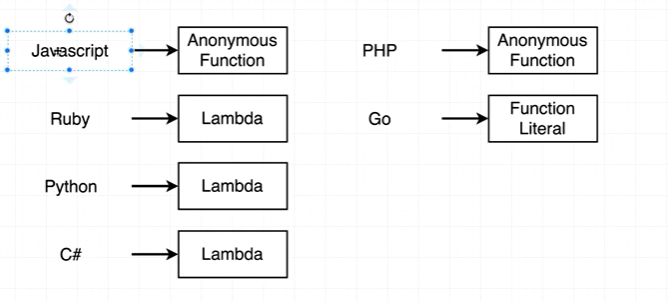 Javascript
Anonymous
Function
PHP
Anonymous
Function
Ruby
Lambda
Go
Function
Literal
Python
Lambda
C#
Lambda